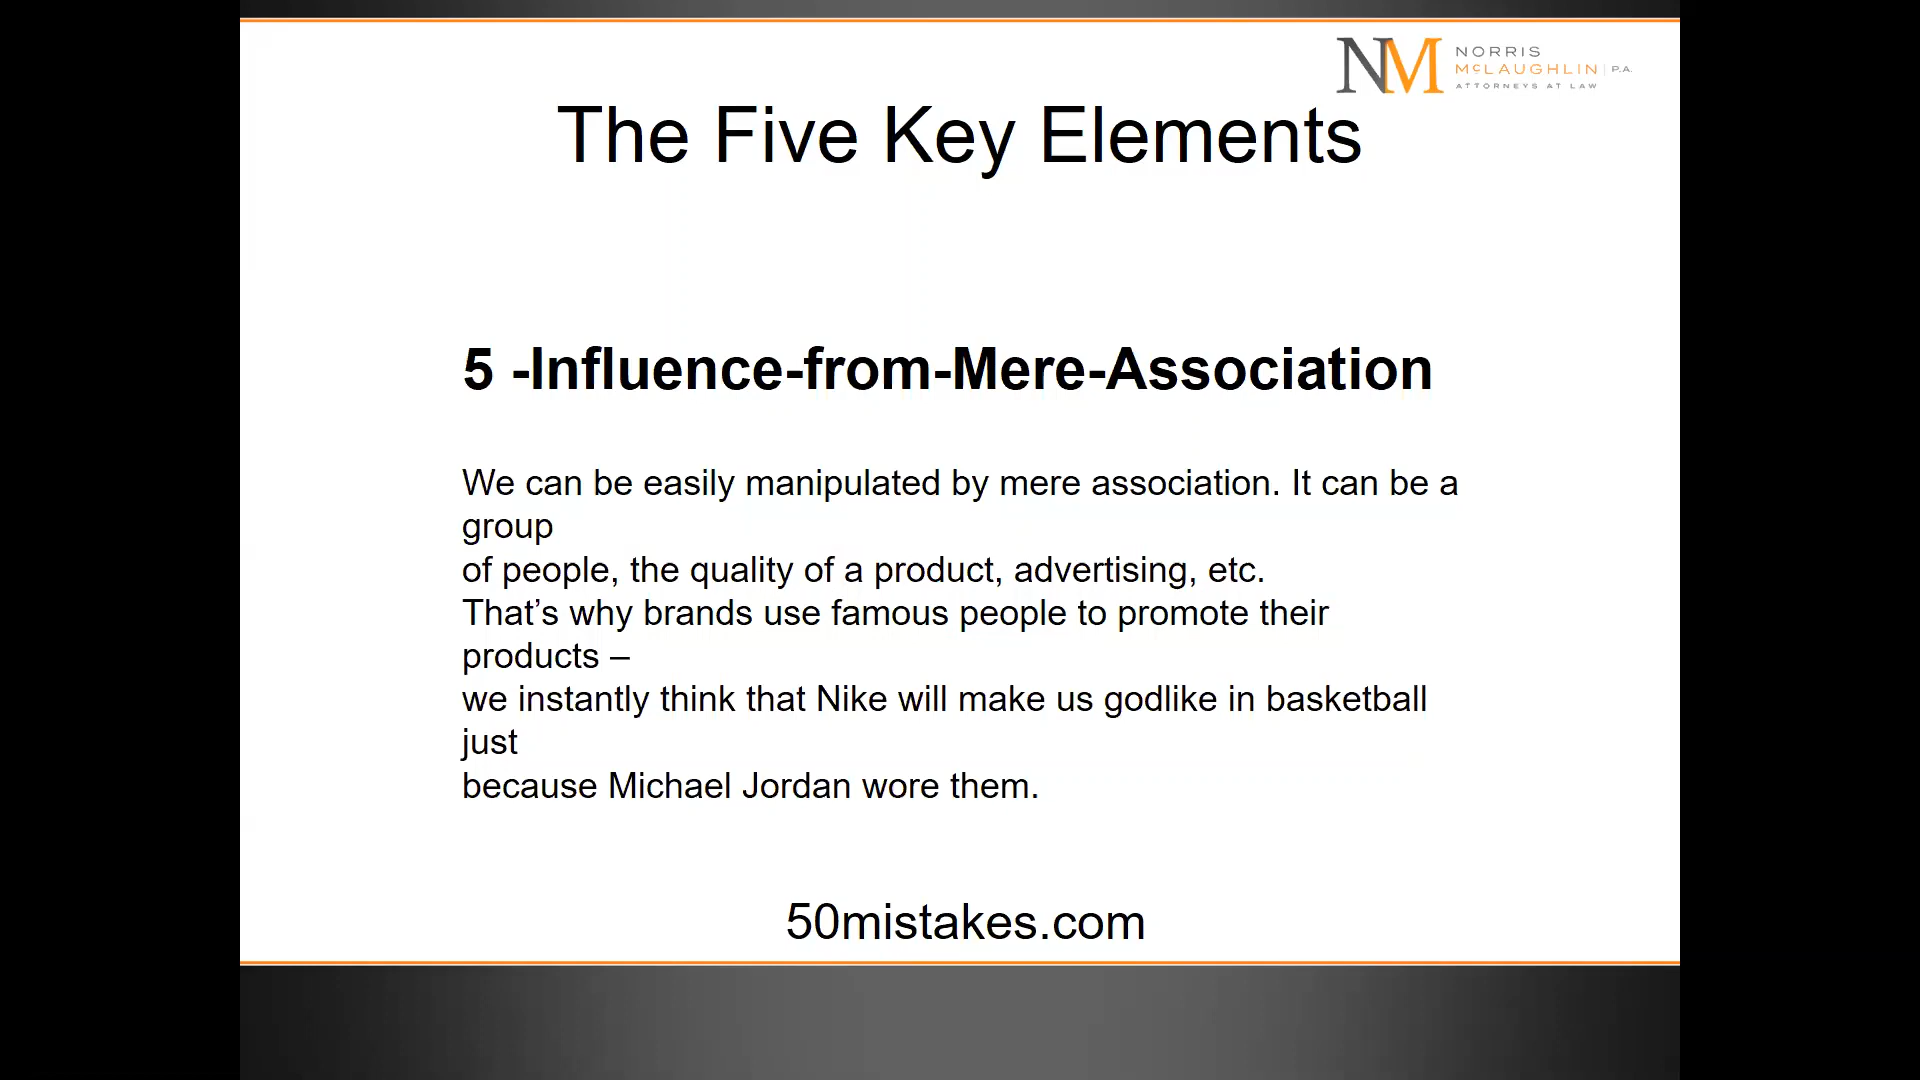 NM
NORRIS
McLAUGHLIN | P.A.
ATTORNEYS AT LAW
The Five Key Elements
5 -Influence-from-Mere-Association
We can be easily manipulated by mere association. It can be a
group
of people, the quality of a product, advertising, etc.
That’s why brands use famous people to promote their
products –
we instantly think that Nike will make us godlike in basketball
just
because Michael Jordan wore them.
50mistakes.com